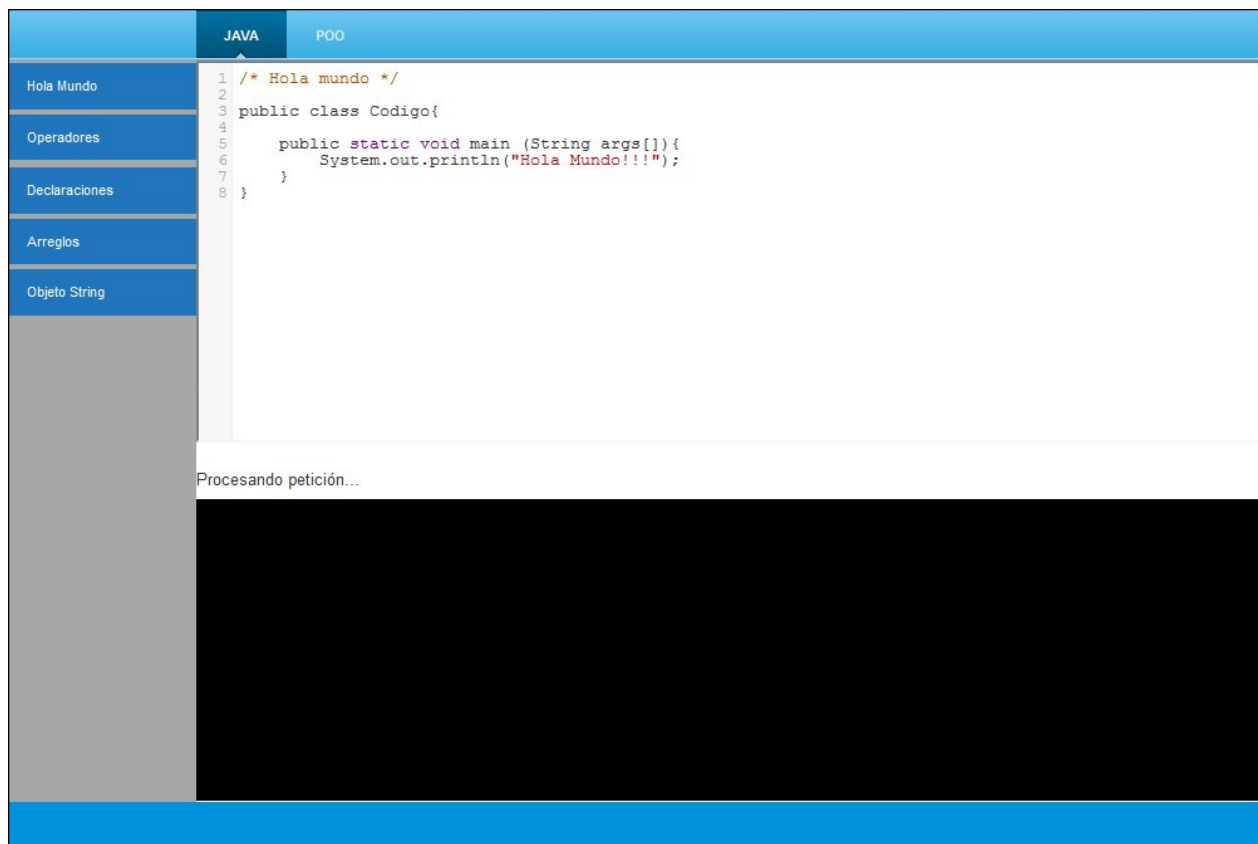 JAVA POO
Hola Mundo
Operadores
Declaraciones
Arreglos
Objeto String
1 /* Hola mundo */
2
3 public class Codigo{
4
5 public static void main (String args[]){
6 System.out.println("Hola Mundo!!!");
7 }
8 }
Procesando petición...